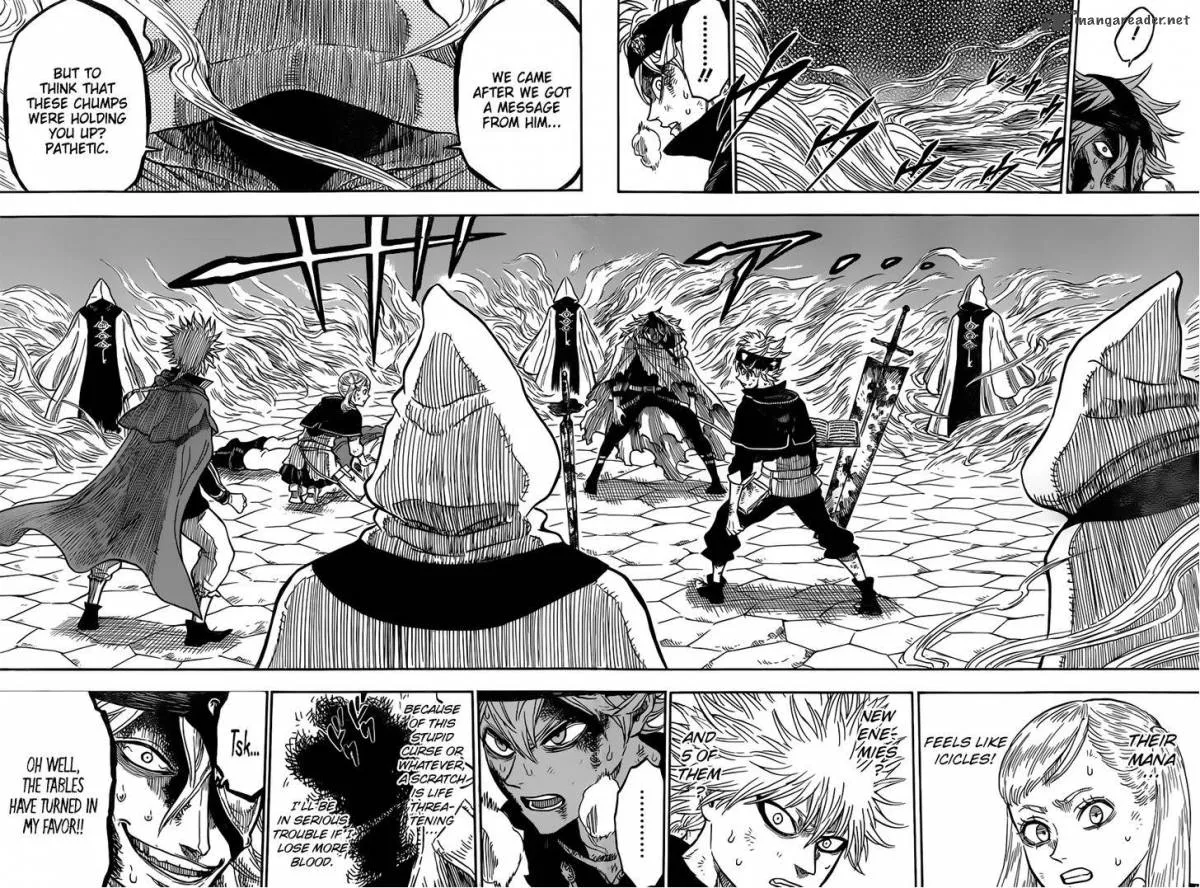 mangareader.net
!
.........!!
WE CAME
AFTER WE GOT
A MESSAGE
FROM HIM...
BUT TO
THINK THAT
THESE CHUMPS
WERE HOLDING
YOU UP?
PATHETIC.
THEIR
MANA...
FEELS LIKE
ICICLES!
NEW
ENE-
MIES?
AND
5 OF
THEM?
.........
BECAUSE
OF THIS
STUPID
CURSE OR
WHATEVER,
A SCRATCH
IS LIFE
THREA-
TENING...
I'LL BE
IN SERIOUS
TROUBLE IF I
LOSE MORE
BLOOD.
Tsk...
OH WELL,
THE TABLES
HAVE TURNED IN
MY FAVOR!!